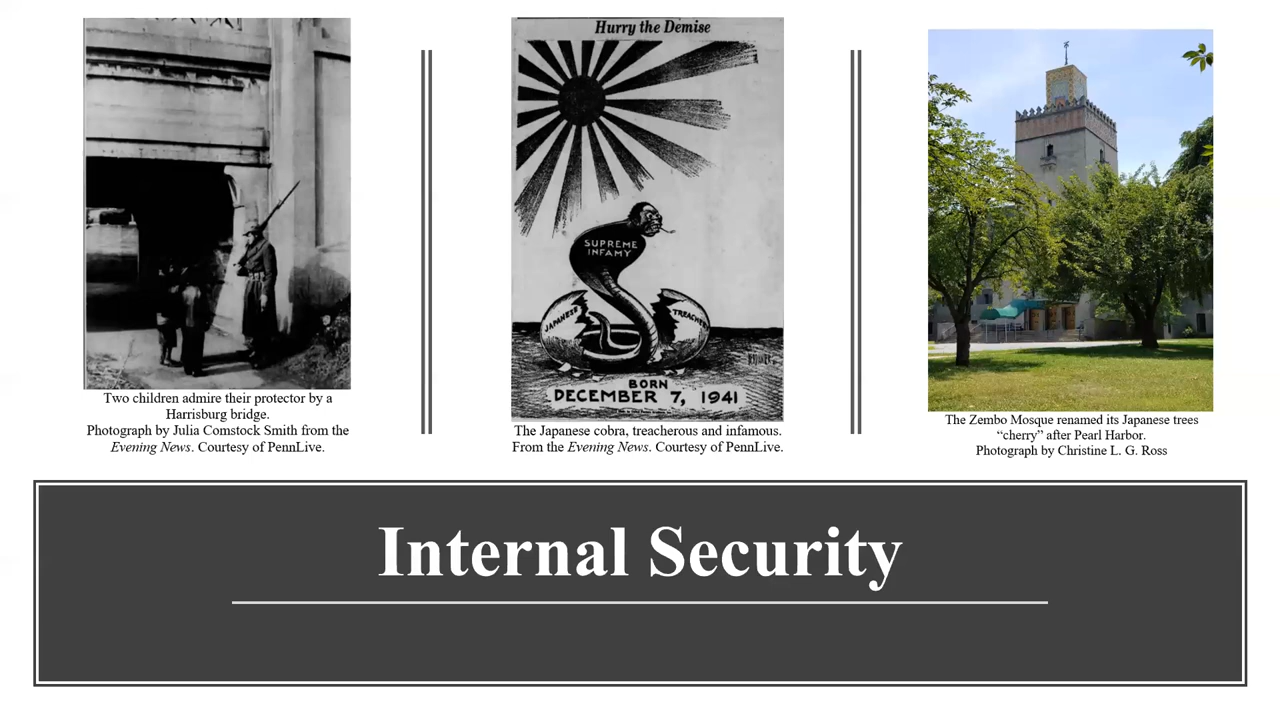 Two children admire their protector by a
Harrisburg bridge.
Photograph by Julia Comstock Smith from the
Evening News. Courtesy of PennLive.
Hurry the Demise
SUPREME
INFAMY
JAPANESE
TREACHERY
BORN
DECEMBER 7, 1941
The Japanese cobra, treacherous and infamous.
From the Evening News. Courtesy of PennLive.
The Zembo Mosque renamed its Japanese trees
“cherry” after Pearl Harbor.
Photograph by Christine L. G. Ross
Internal Security